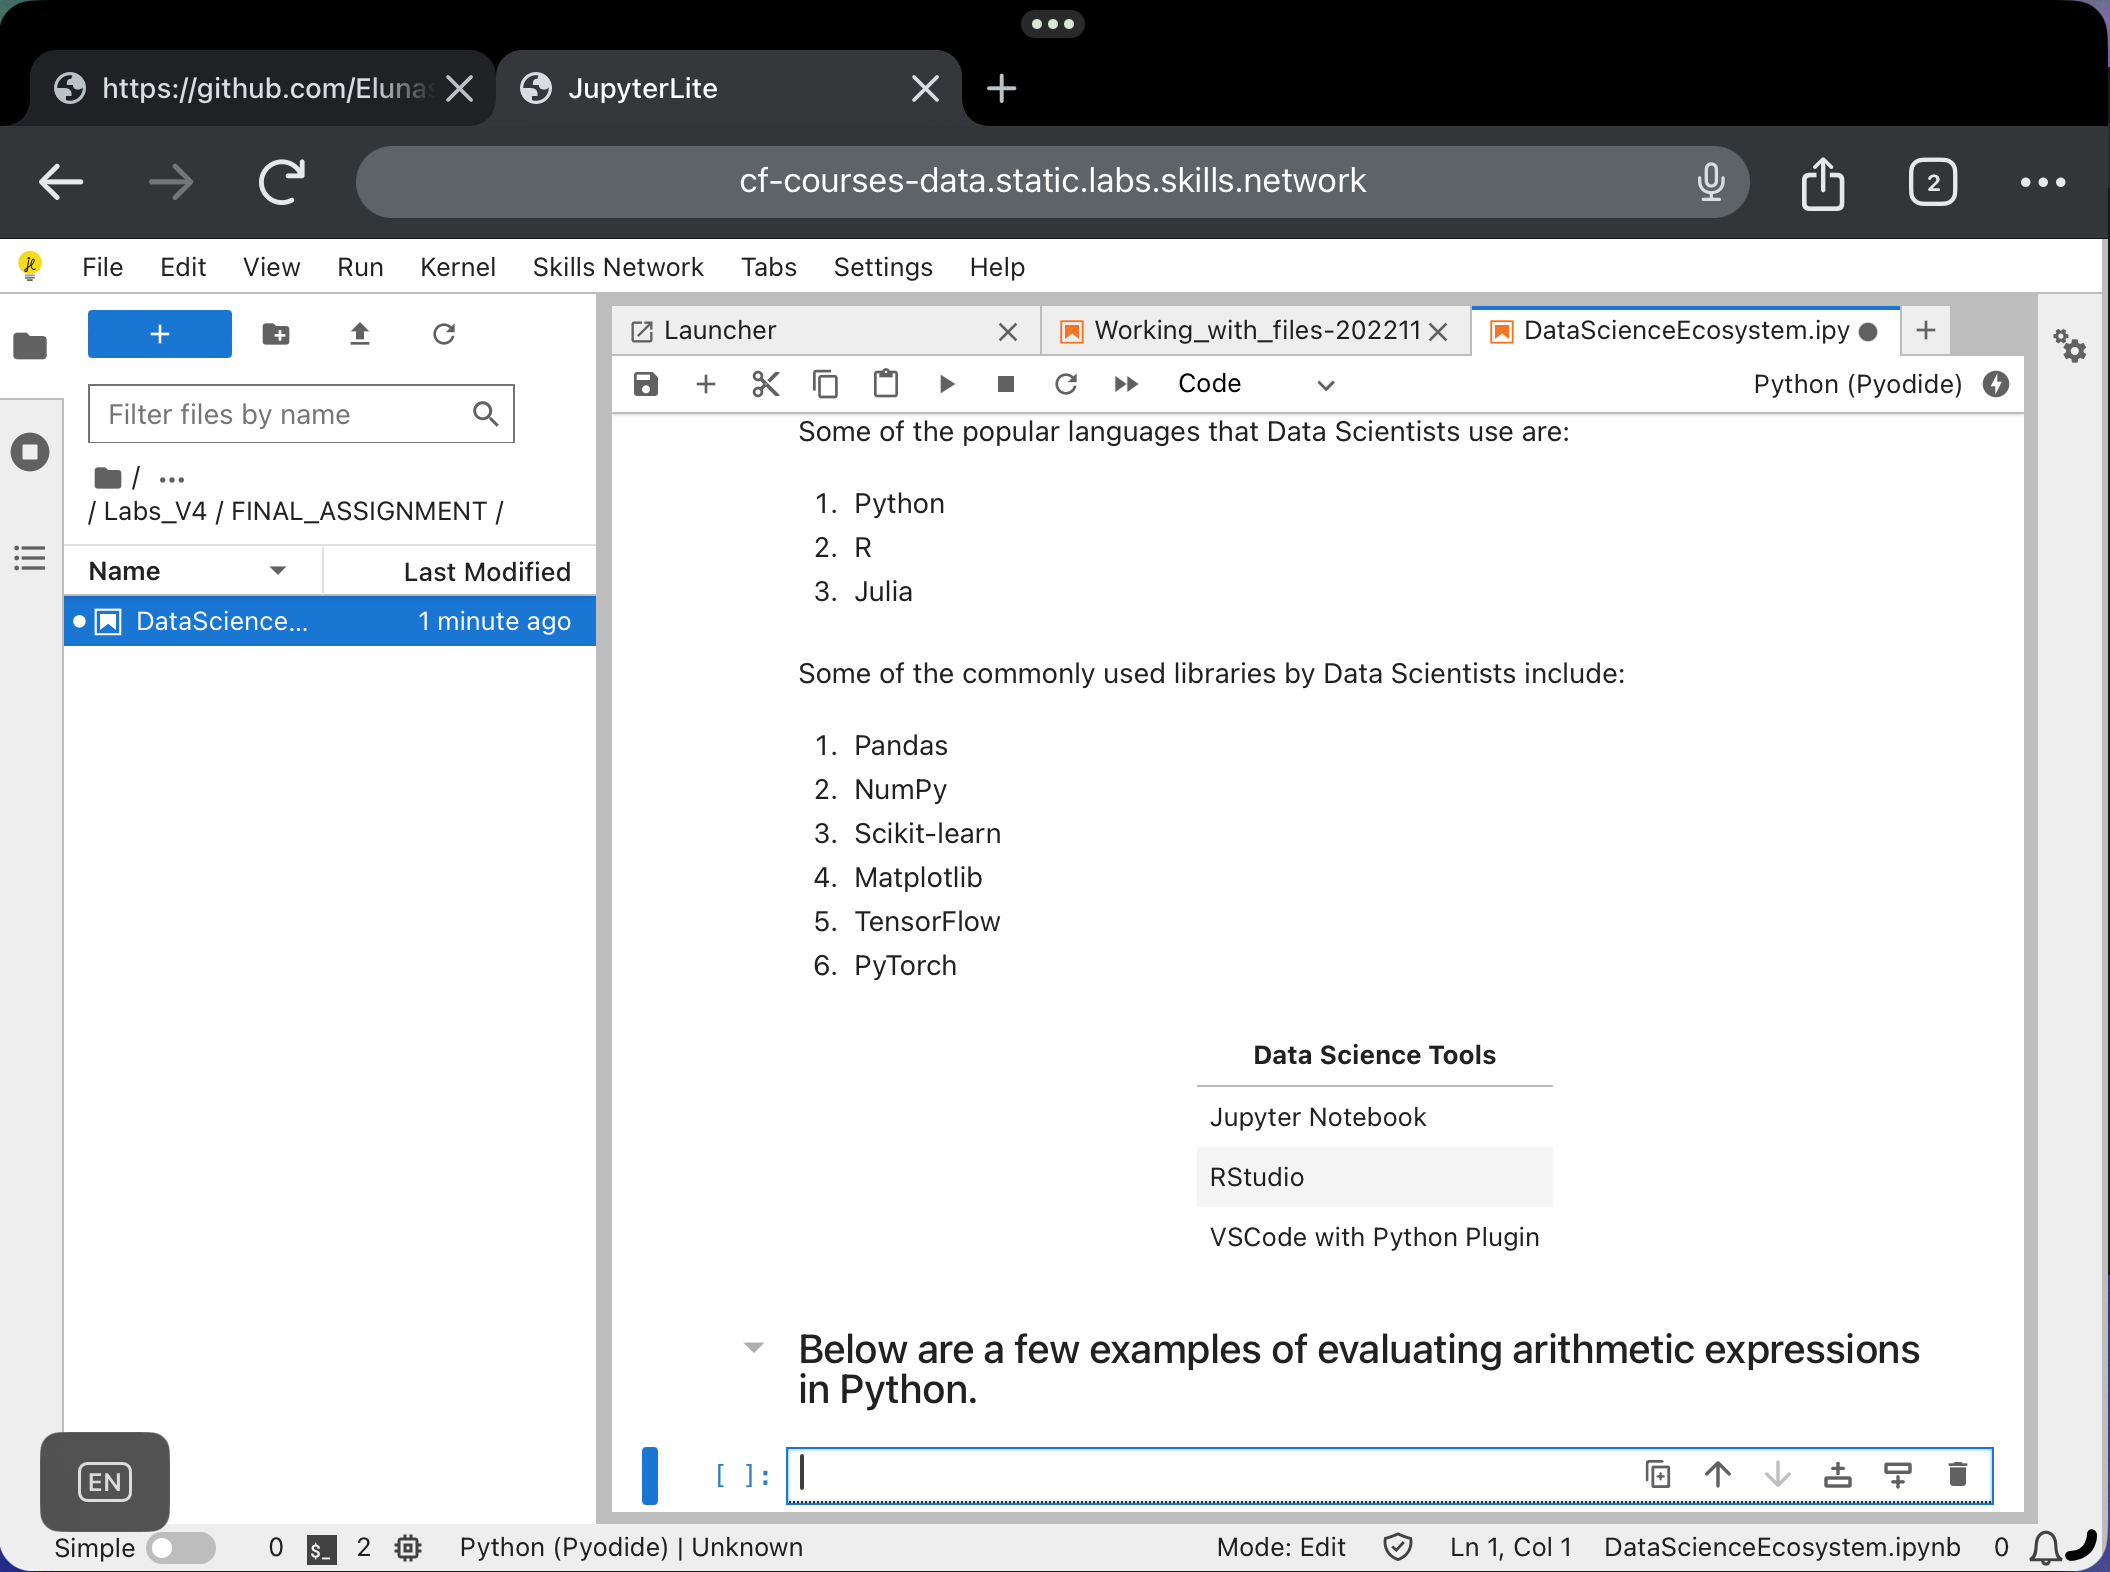 https://github.com/Eluna
JupyterLite
cf-courses-data.static.labs.skills.network
2
File Edit View Run Kernel Skills Network Tabs Settings Help
Launcher
Working_with_files-202211
DataScienceEcosystem.ipy
Code
Python (Pyodide)
Filter files by name
/ ...
/ Labs_V4 / FINAL_ASSIGNMENT /
Name Last Modified
DataScience... 1 minute ago
Some of the popular languages that Data Scientists use are:
1. Python
2. R
3. Julia
Some of the commonly used libraries by Data Scientists include:
1. Pandas
2. NumPy
3. Scikit-learn
4. Matplotlib
5. TensorFlow
6. PyTorch
Data Science Tools
Jupyter Notebook
RStudio
VSCode with Python Plugin
Below are a few examples of evaluating arithmetic expressions
in Python.
[ ]:
EN
Simple 0 $_ 2 Python (Pyodide) | Unknown Mode: Edit Ln 1, Col 1 DataScienceEcosystem.ipynb 0